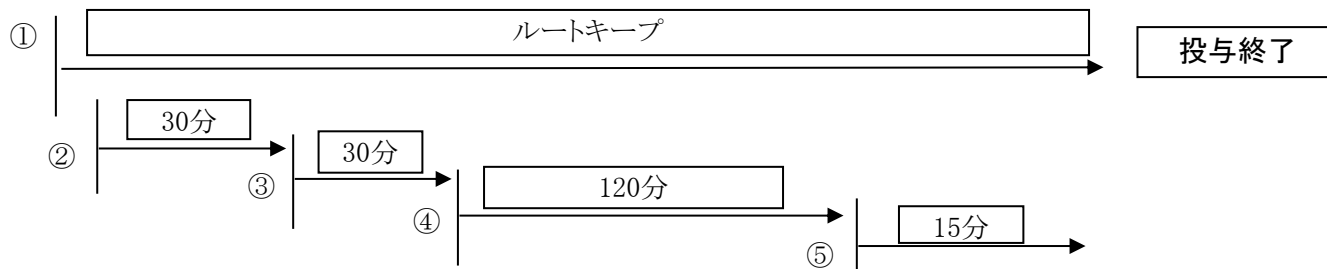 ① ルートキープ
投与終了
② 30分
③ 30分
④ 120分
⑤ 15分